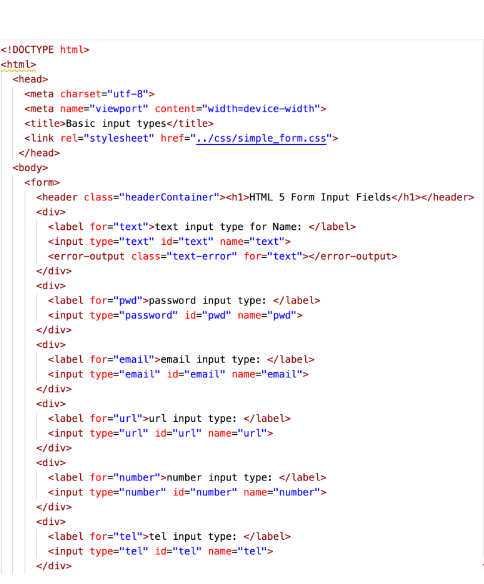 <!DOCTYPE html>
<html>
<head>
<meta charset="utf-8">
<meta name="viewport" content="width=device-width">
<title>Basic input types</title>
<link rel="stylesheet" href="../css/simple_form.css">
</head>
<body>
<form>
<header class="headerContainer"><h1>HTML 5 Form Input Fields</h1></header>
<div>
<label for="text">text input type for Name: </label>
<input type="text" id="text" name="text">
<error-output class="text-error" for="text"></error-output>
</div>
<div>
<label for="pwd">password input type: </label>
<input type="password" id="pwd" name="pwd">
</div>
<div>
<label for="email">email input type: </label>
<input type="email" id="email" name="email">
</div>
<div>
<label for="url">url input type: </label>
<input type="url" id="url" name="url">
</div>
<div>
<label for="number">number input type: </label>
<input type="number" id="number" name="number">
</div>
<div>
<label for="tel">tel input type: </label>
<input type="tel" id="tel" name="tel">
</div>